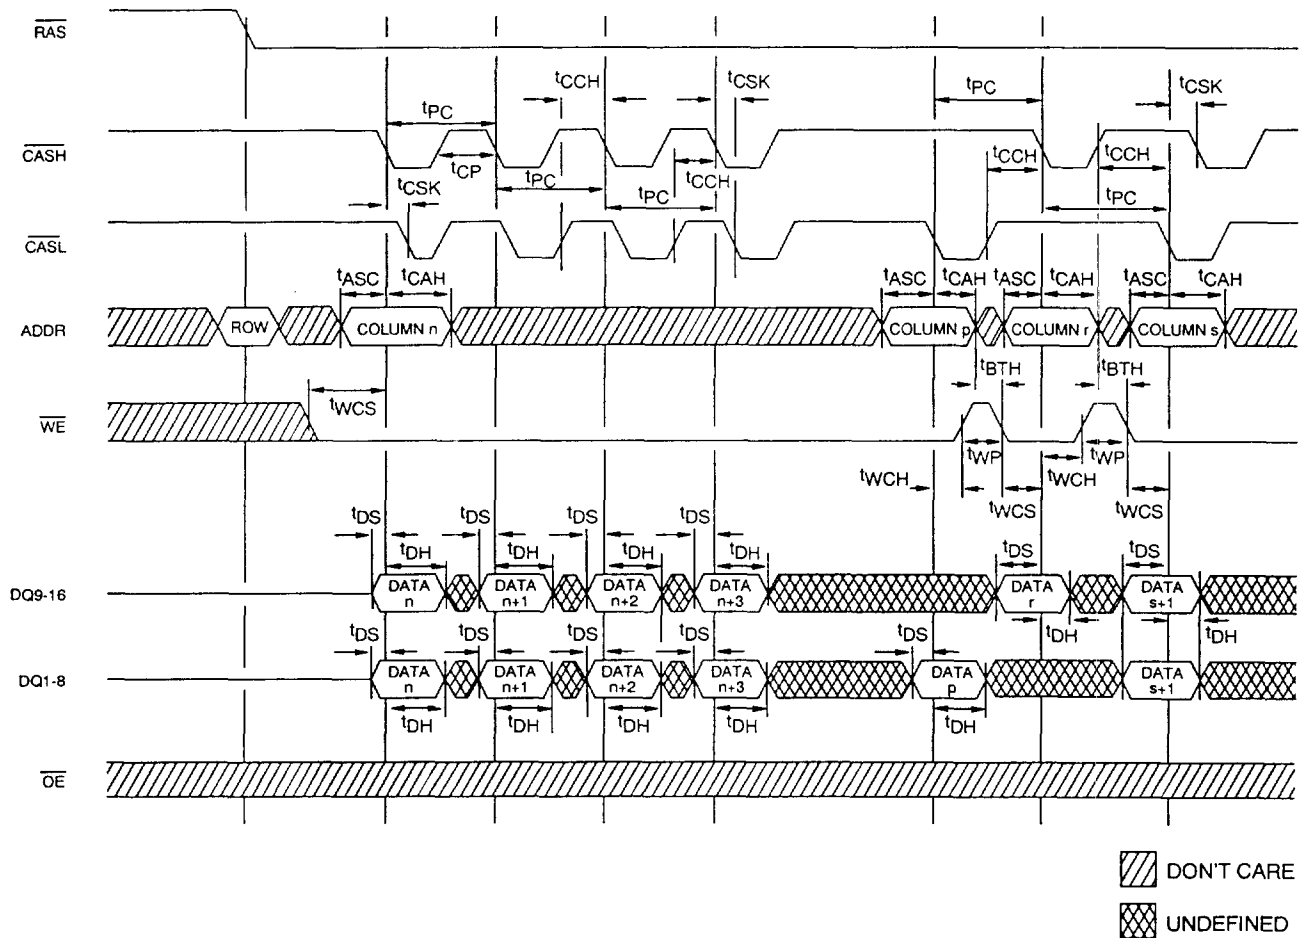 RAS
tCCH
tCSK
tPC
tCSK
tPC
CASH
tCP
tCCH
tCCH
tCCH
tCSK
tPC
tPC
tPC
CASL
tASC
tCAH
tASC
tCAH
tASC
tCAH
tASC
tCAH
ADDR
ROW
COLUMN n
COLUMN p
COLUMN r
COLUMN s
tBTH
tBTH
tWCS
WE
tWP
tWP
tWCH
tWCH
tWCS
tWCS
tDS
tDS
tDS
tDS
tDH
tDH
tDH
tDH
tDS
tDS
DQ9-16
DATA n
DATA n+1
DATA n+2
DATA n+3
DATA r
DATA s+1
tDS
tDS
tDS
tDS
tDS
tDH
tDH
DQ1-8
DATA n
DATA n+1
DATA n+2
DATA n+3
DATA p
DATA s+1
tDH
tDH
tDH
tDH
tDH
OE
DON'T CARE
UNDEFINED